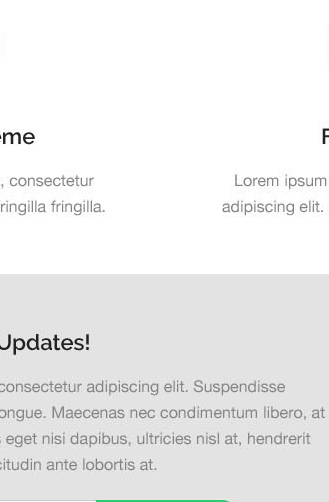 eme
F
, consectetur
Lorem ipsum
ringilla fringilla.
adipiscing elit.
Updates!
consectetur adipiscing elit. Suspendisse
ongue. Maecenas nec condimentum libero, at
s eget nisi dapibus, ultricies nisl at, hendrerit
citudin ante lobortis at.